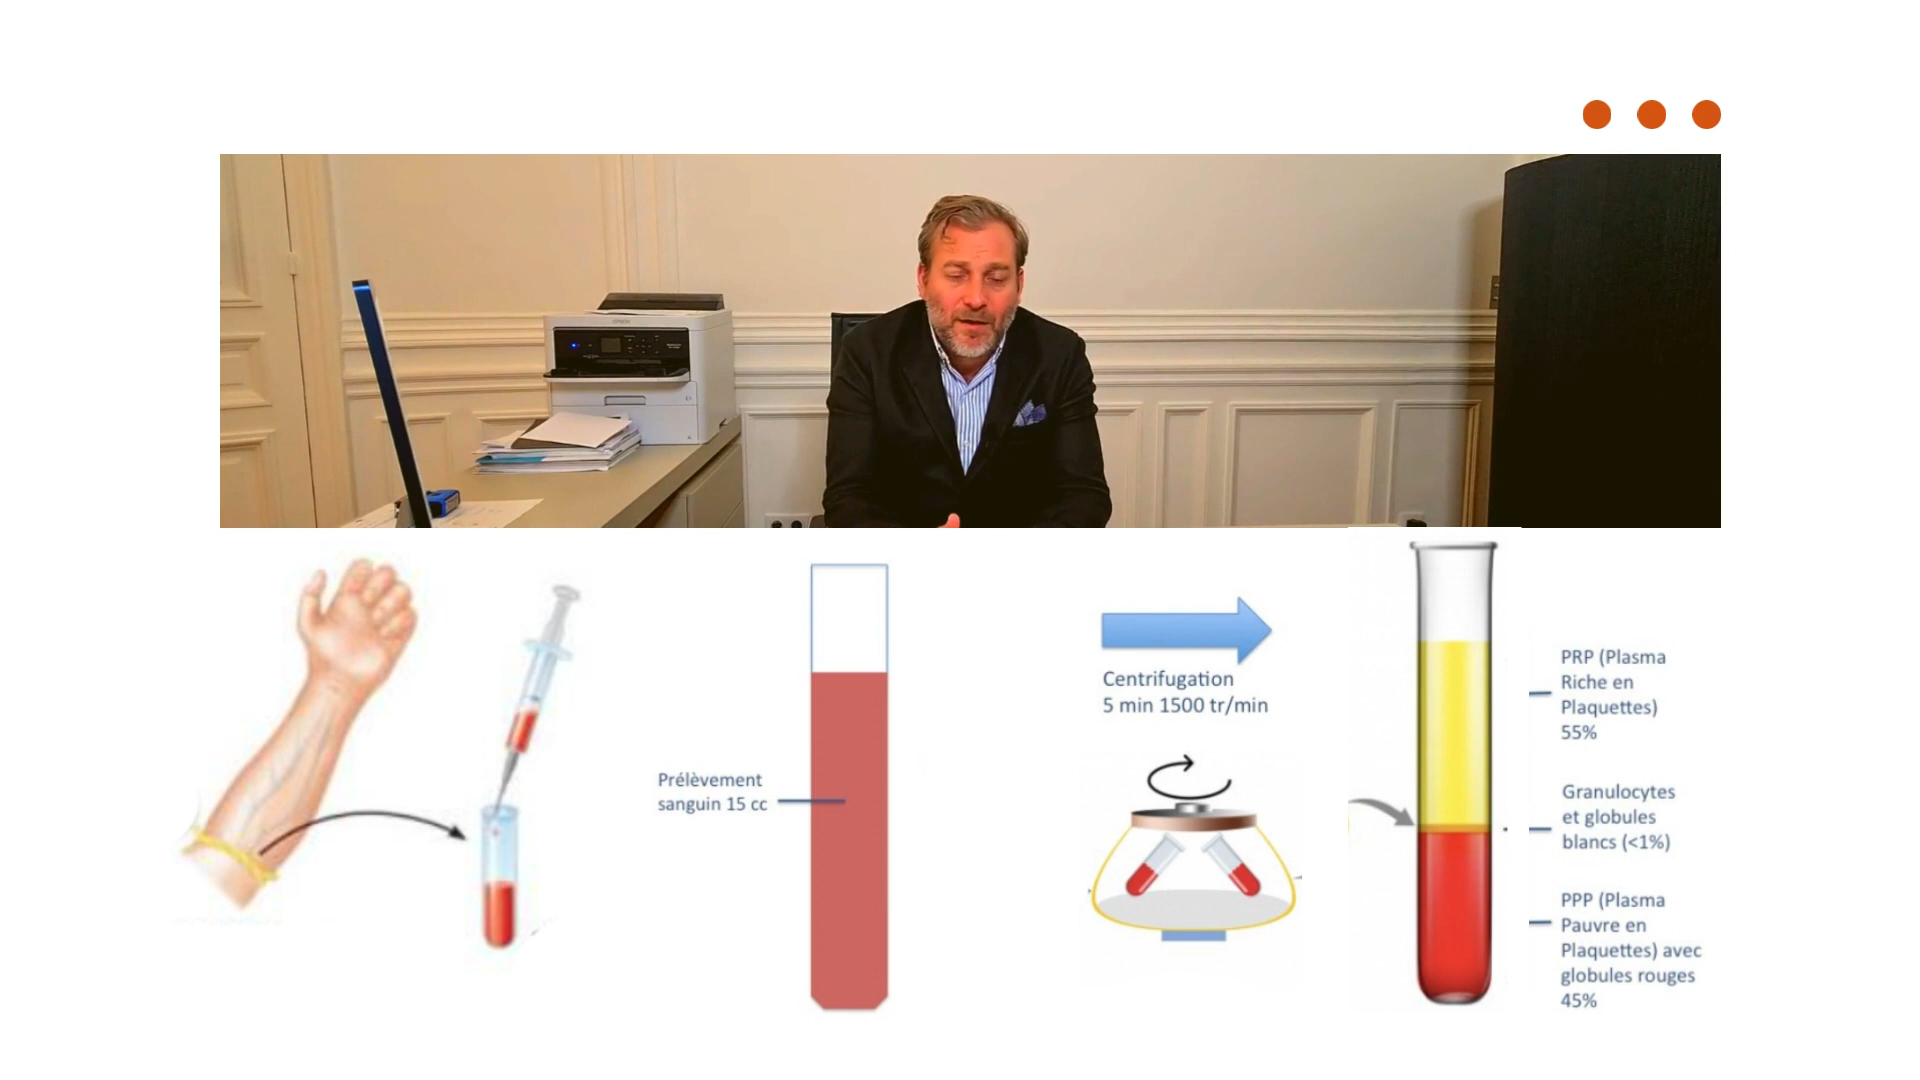 EPSON
Prélèvement
sanguin 15 cc
Centrifugation
5 min 1500 tr/min
PRP (Plasma
Riche en
Plaquettes)
55%
Granulocytes
et globules
blancs (<1%)
PPP (Plasma
Pauvre en
Plaquettes) avec
globules rouges
45%